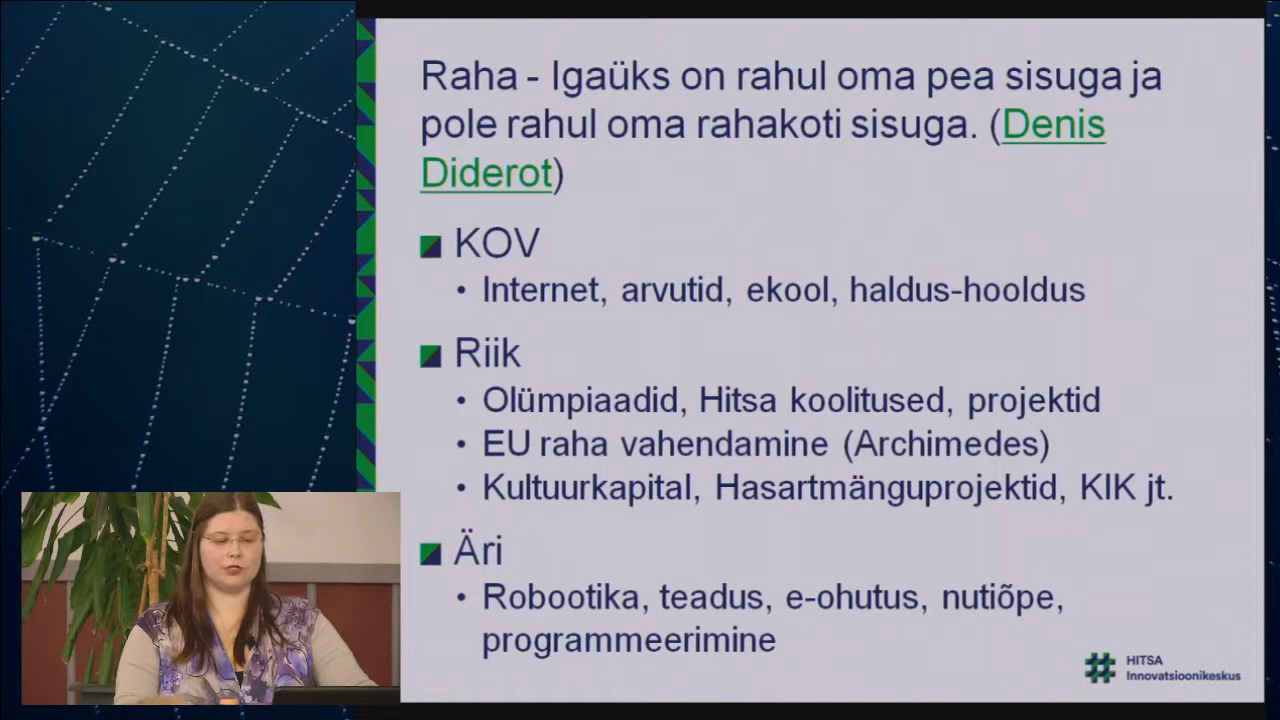 Raha - Igaüks on rahul oma pea sisuga ja
pole rahul oma rahakoti sisuga. (Denis
Diderot)
KOV
• Internet, arvutid, ekool, haldus-hooldus
Riik
• Olümpiaadid, Hitsa koolitused, projektid
• EU raha vahendamine (Archimedes)
• Kultuurkapital, Hasartmänguprojektid, KIK jt.
Äri
• Robootika, teadus, e-ohutus, nutiõpe,
programmeerimine
HITSA
Innovatsioonikeskus